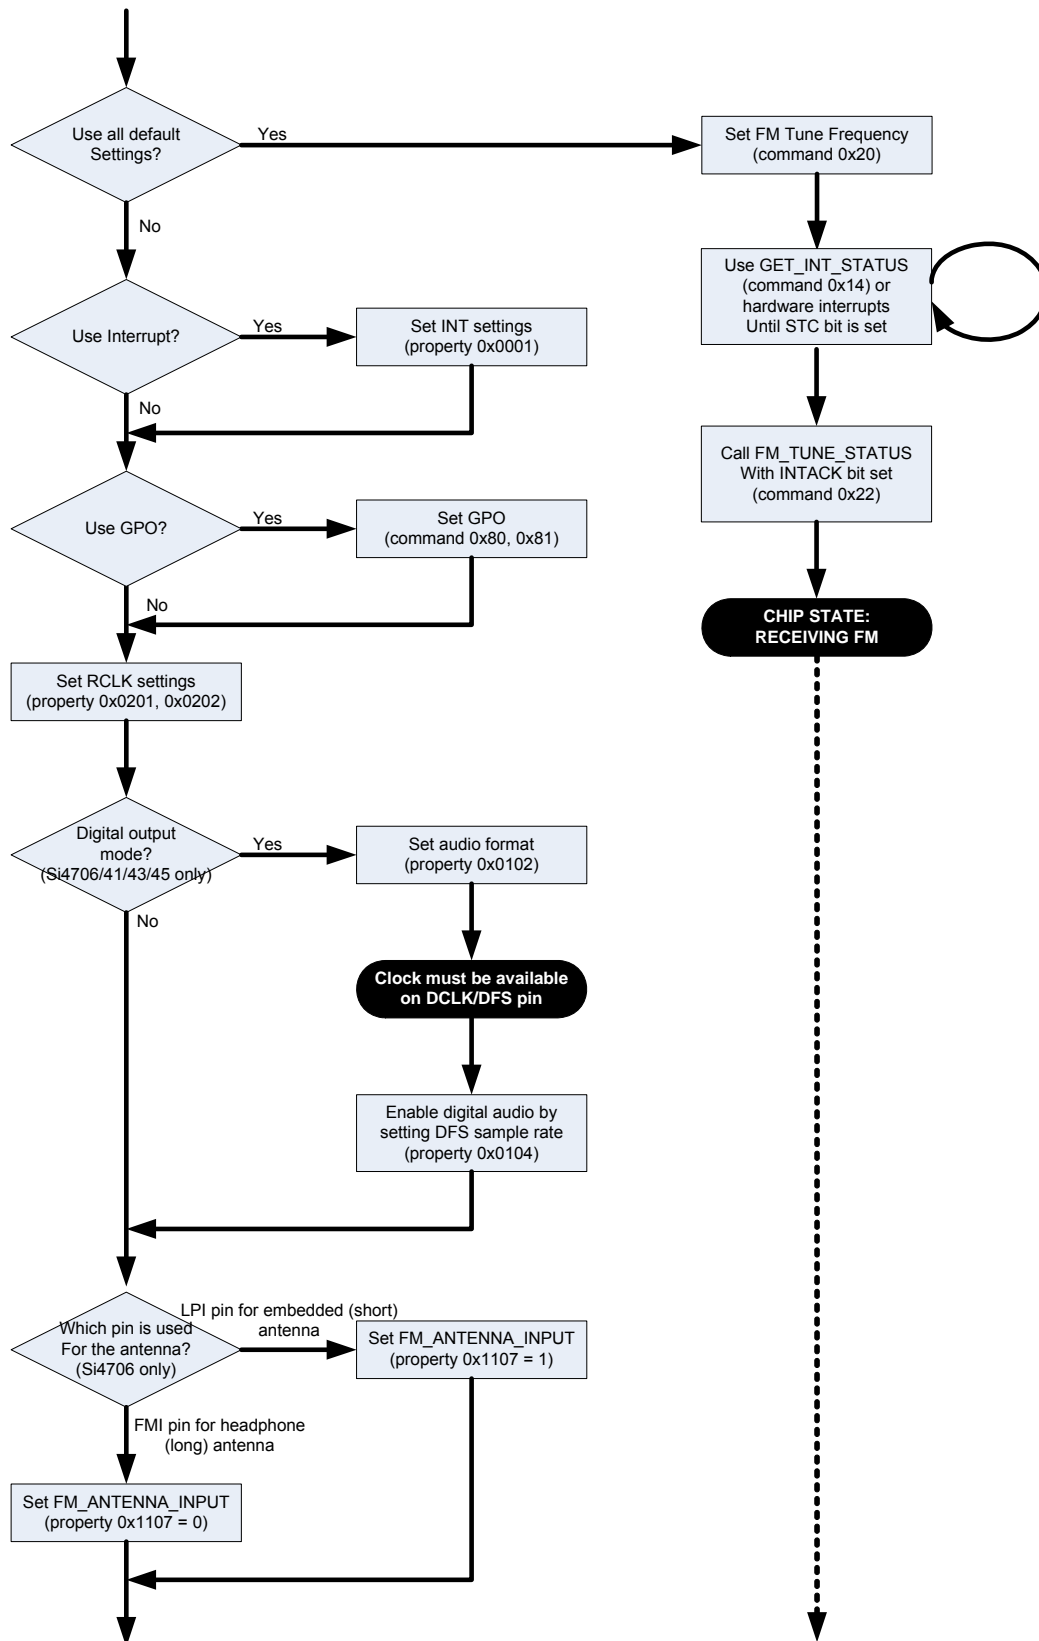 Use all default
Settings?
Yes
Set FM Tune Frequency
(command 0x20)
No
Use GET_INT_STATUS
(command 0x14) or
hardware interrupts
Until STC bit is set
Use Interrupt?
Yes
Set INT settings
(property 0x0001)
No
Call FM_TUNE_STATUS
With INTACK bit set
(command 0x22)
Use GPO?
Yes
Set GPO
(command 0x80, 0x81)
No
CHIP STATE:
RECEIVING FM
Set RCLK settings
(property 0x0201, 0x0202)
Digital output
mode?
(Si4706/41/43/45 only)
Yes
Set audio format
(property 0x0102)
No
Clock must be available
on DCLK/DFS pin
Enable digital audio by
setting DFS sample rate
(property 0x0104)
Which pin is used
For the antenna?
(Si4706 only)
LPI pin for embedded (short)
antenna
Set FM_ANTENNA_INPUT
(property 0x1107 = 1)
FMI pin for headphone
(long) antenna
Set FM_ANTENNA_INPUT
(property 0x1107 = 0)